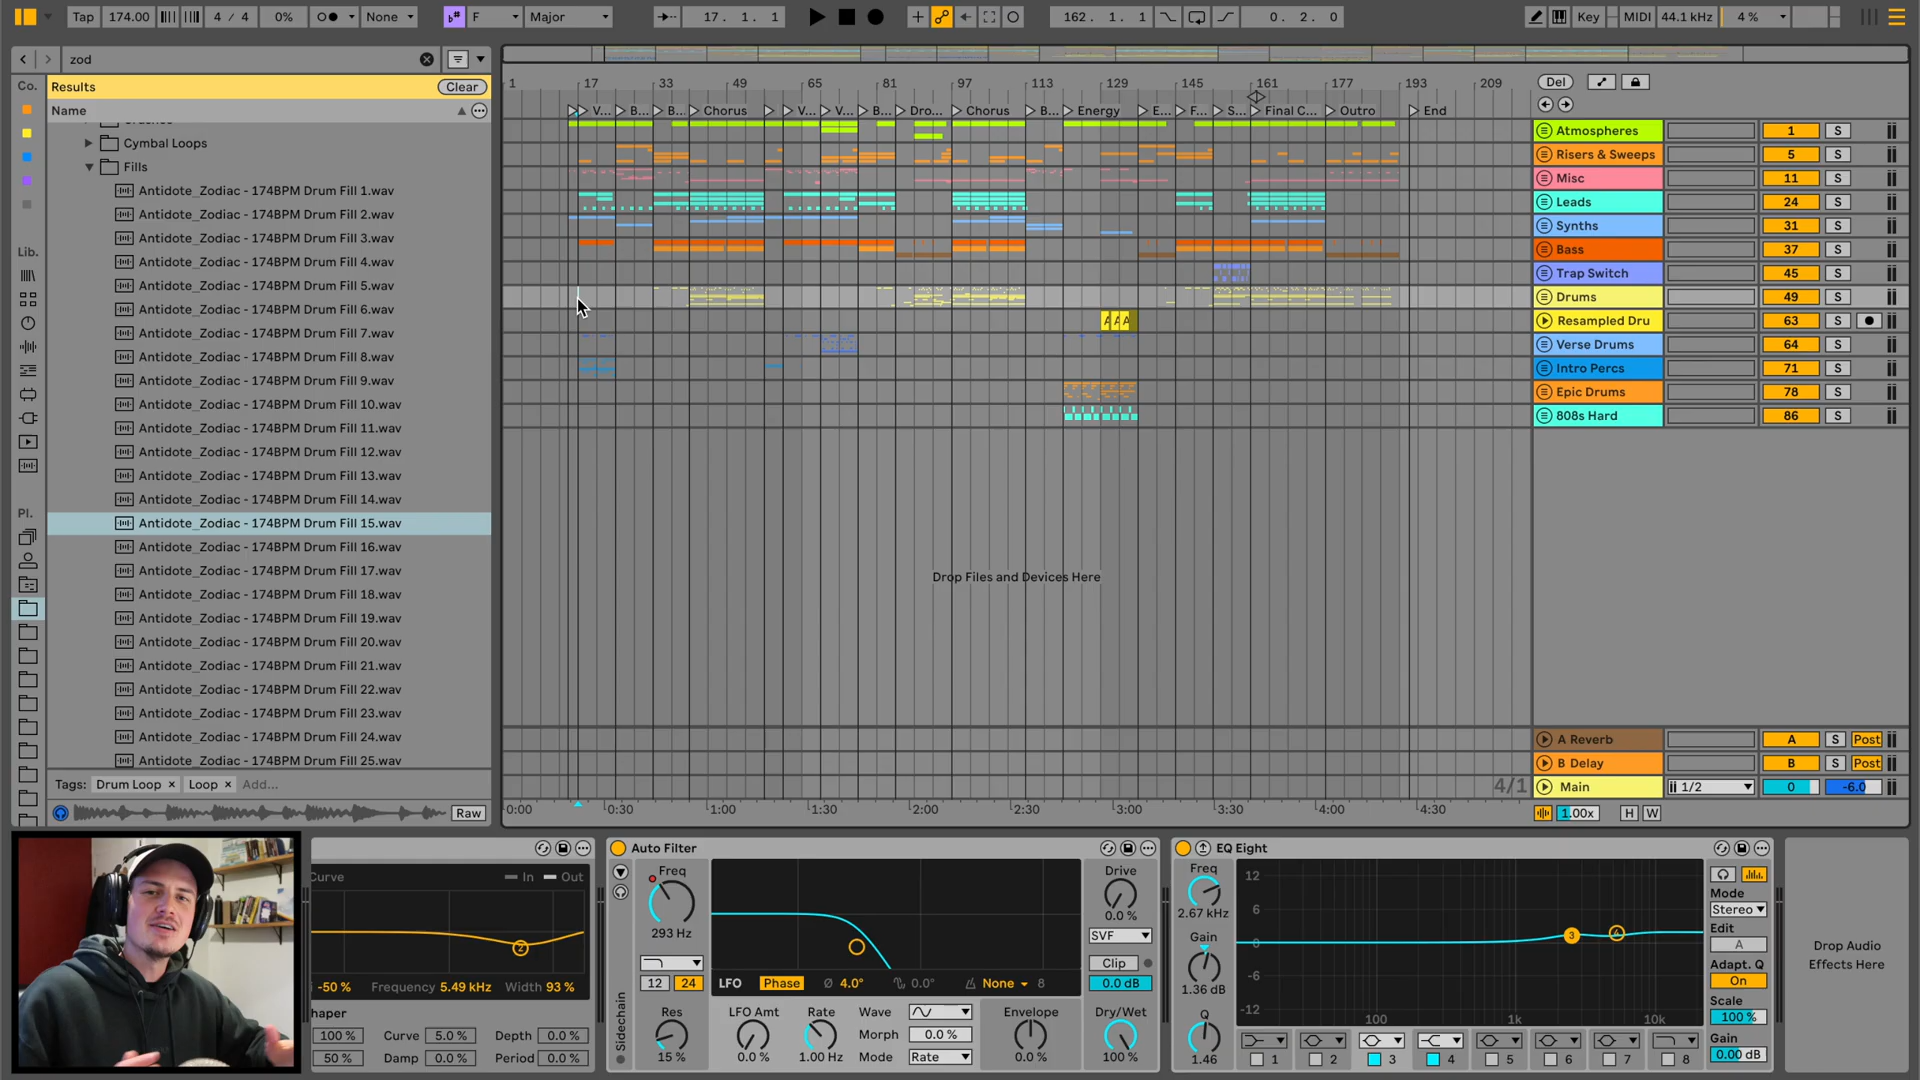 Tap 174.00 4 / 4 0% None F Major 17. 1. 1 162. 1. 1 0. 2. 0 Key MIDI 44.1 kHz 4 %
zod
Co. Results Clear
Name
Cymbal Loops
Fills
Antidote_Zodiac - 174BPM Drum Fill 1.wav
Antidote_Zodiac - 174BPM Drum Fill 2.wav
Antidote_Zodiac - 174BPM Drum Fill 3.wav
Lib.
Antidote_Zodiac - 174BPM Drum Fill 4.wav
Antidote_Zodiac - 174BPM Drum Fill 5.wav
Antidote_Zodiac - 174BPM Drum Fill 6.wav
Antidote_Zodiac - 174BPM Drum Fill 7.wav
Antidote_Zodiac - 174BPM Drum Fill 8.wav
Antidote_Zodiac - 174BPM Drum Fill 9.wav
Antidote_Zodiac - 174BPM Drum Fill 10.wav
Antidote_Zodiac - 174BPM Drum Fill 11.wav
Antidote_Zodiac - 174BPM Drum Fill 12.wav
Antidote_Zodiac - 174BPM Drum Fill 13.wav
Antidote_Zodiac - 174BPM Drum Fill 14.wav
Pl.
Antidote_Zodiac - 174BPM Drum Fill 15.wav
Antidote_Zodiac - 174BPM Drum Fill 16.wav
Antidote_Zodiac - 174BPM Drum Fill 17.wav
Antidote_Zodiac - 174BPM Drum Fill 18.wav
Antidote_Zodiac - 174BPM Drum Fill 19.wav
Antidote_Zodiac - 174BPM Drum Fill 20.wav
Antidote_Zodiac - 174BPM Drum Fill 21.wav
Antidote_Zodiac - 174BPM Drum Fill 22.wav
Antidote_Zodiac - 174BPM Drum Fill 23.wav
Antidote_Zodiac - 174BPM Drum Fill 24.wav
Antidote_Zodiac - 174BPM Drum Fill 25.wav
Tags: Drum Loop × Loop × Add...
Raw
1 17 33 49 65 81 97 113 129 145 161 177 193 209
V... B... B... Chorus V... V... B... Dro... Chorus B... Energy E... F... S... Final C... Outro End
A A A
Drop Files and Devices Here
4/1
0:00 0:30 1:00 1:30 2:00 2:30 3:00 3:30 4:00 4:30
Del
Atmospheres 1 S
Risers & Sweeps 5 S
Misc 11 S
Leads 24 S
Synths 31 S
Bass 37 S
Trap Switch 45 S
Drums 49 S
Resampled Dru 63 S
Verse Drums 64 S
Intro Percs 71 S
Epic Drums 78 S
808s Hard 86 S
A Reverb A S Post
B Delay B S Post
Main 1/2 0 -6.0
1.00x H W
Curve In Out
2
-50 % Frequency 5.49 kHz Width 93 %
haper
100 % Curve 5.0 % Depth 0.0 %
50 % Damp 0.0 % Period 0.0 %
Auto Filter
Sidechain
Freq
293 Hz
12 24
Res
15 %
LFO Phase Ø 4.0° 0.0° None 8
LFO Amt
0.0 %
Rate
1.00 Hz
Wave
Morph 0.0 %
Mode Rate
Envelope
0.0 %
Drive
0.0 %
SVF
Clip
0.0 dB
Dry/Wet
100 %
EQ Eight
Freq
2.67 kHz
Gain
1.36 dB
Q
1.46
12
6
0
-6
-12
3 4
100 1k 10k
1 2 3 4 5 6 7 8
Mode
Stereo
Edit
A
Adapt. Q
On
Scale
100 %
Gain
0.00 dB
Drop Audio
Effects Here